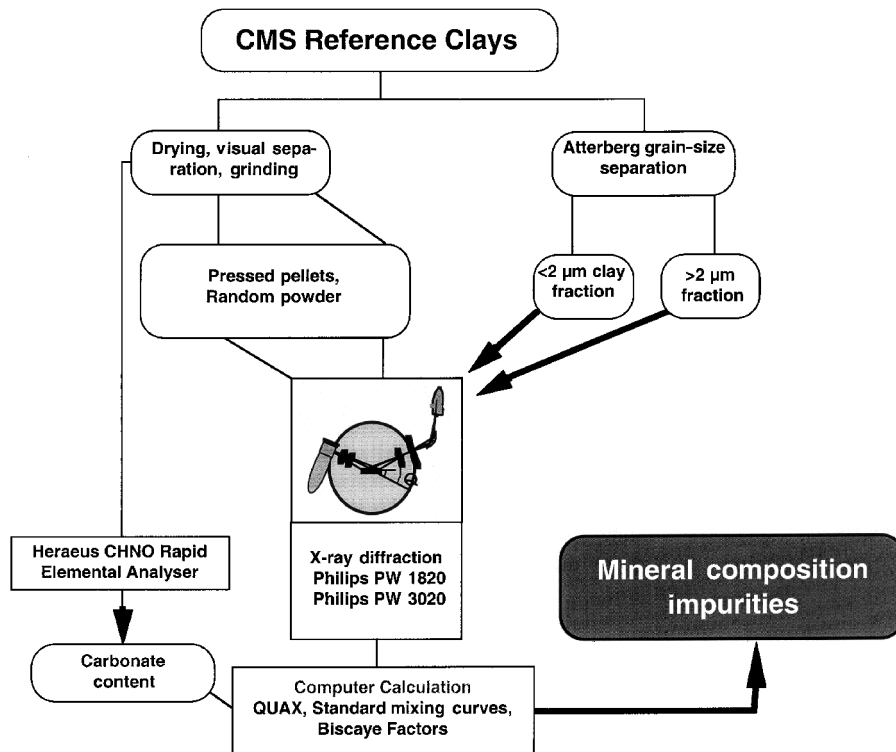 CMS Reference Clays
Drying, visual sepa-
ration, grinding
Atterberg grain-size
separation
Pressed pellets,
Random powder
<2 µm clay
fraction
>2 µm
fraction
X-ray diffraction
Philips PW 1820
Philips PW 3020
Heraeus CHNO Rapid
Elemental Analyser
Mineral composition
impurities
Carbonate
content
Computer Calculation
QUAX, Standard mixing curves,
Biscaye Factors